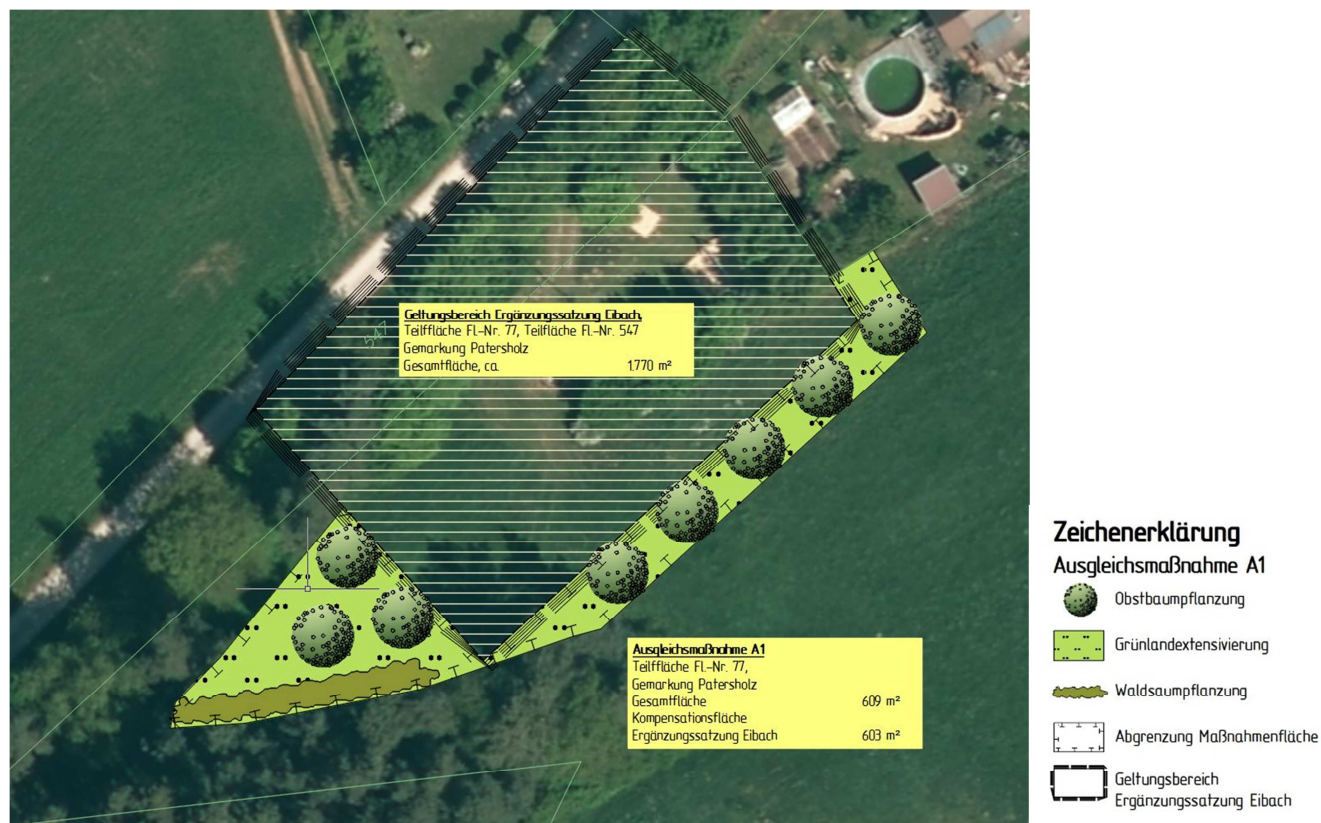 547
Geltungsbereich Ergänzungssatzung Eibach,
Teilffläche Fl.-Nr. 77, Teilfläche Fl.-Nr. 547
Gemarkung Patersholz
Gesamtfläche, ca. 1.770 m²
Ausgleichsmaßnahme A1
Teilffläche Fl.-Nr. 77,
Gemarkung Patersholz
Gesamtfläche 609 m²
Kompensationsfläche
Ergänzungssatzung Eibach 603 m²
Zeichenerklärung
Ausgleichsmaßnahme A1
Obstbaumpflanzung
Grünlandextensivierung
Waldsaumpflanzung
Abgrenzung Maßnahmenfläche
Geltungsbereich
Ergänzungssatzung Eibach